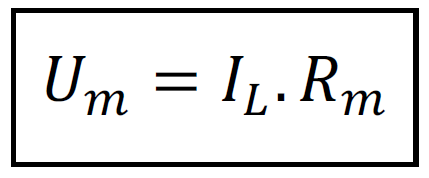 U_m = I_L . R_m